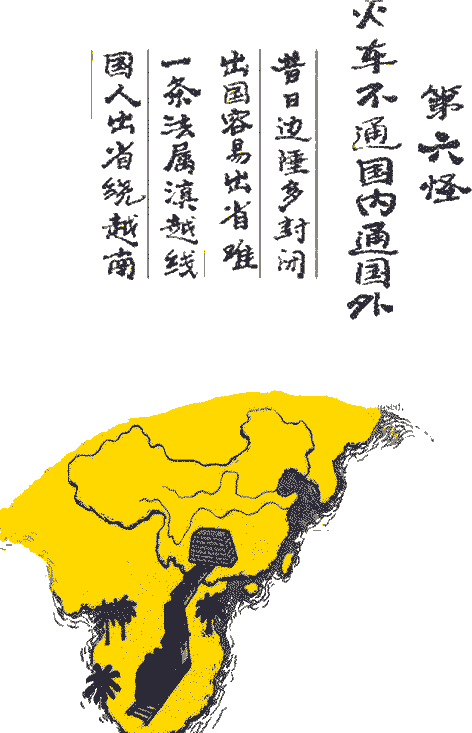 第六怪
火车不通国内通国外
昔日边陲多封闭
出国容易出省难
一条法属滇越线
国人出省绕越南